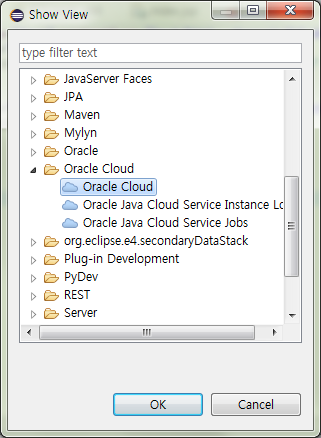 Show View
type filter text
JavaServer Faces
JPA
Maven
Mylyn
Oracle
Oracle Cloud
Oracle Cloud
Oracle Java Cloud Service Instance Lo
Oracle Java Cloud Service Jobs
org.eclipse.e4.secondaryDataStack
Plug-in Development
PyDev
REST
Server
OK Cancel